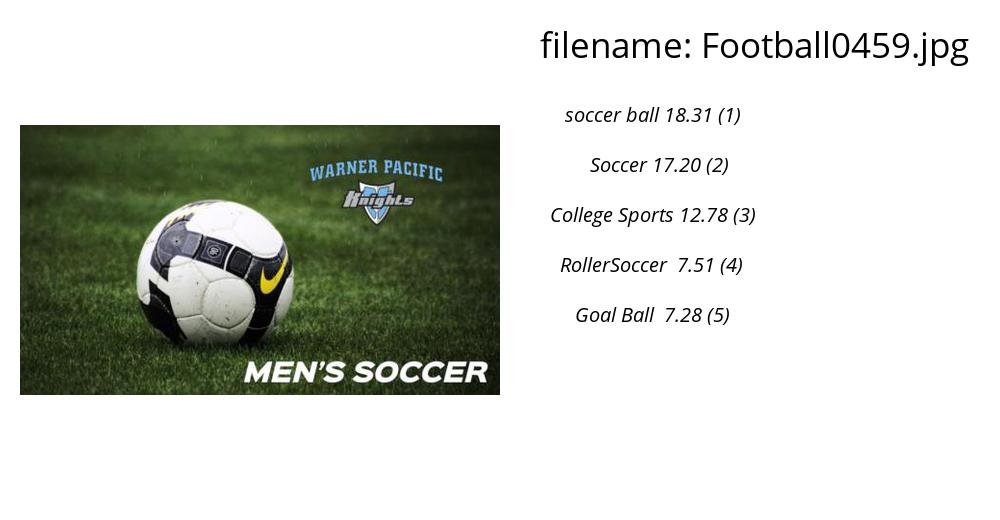 filename: Football0459.jpg
soccer ball 18.31 (1)
Soccer 17.20 (2)
College Sports 12.78 (3)
RollerSoccer 7.51 (4)
Goal Ball 7.28 (5)
WARNER PACIFIC
Knights
MEN'S SOCCER